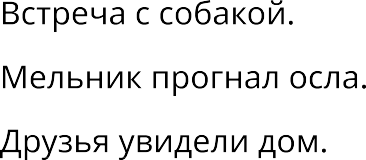 Встреча с собакой.
Мельник прогнал осла.
Друзья увидели дом.